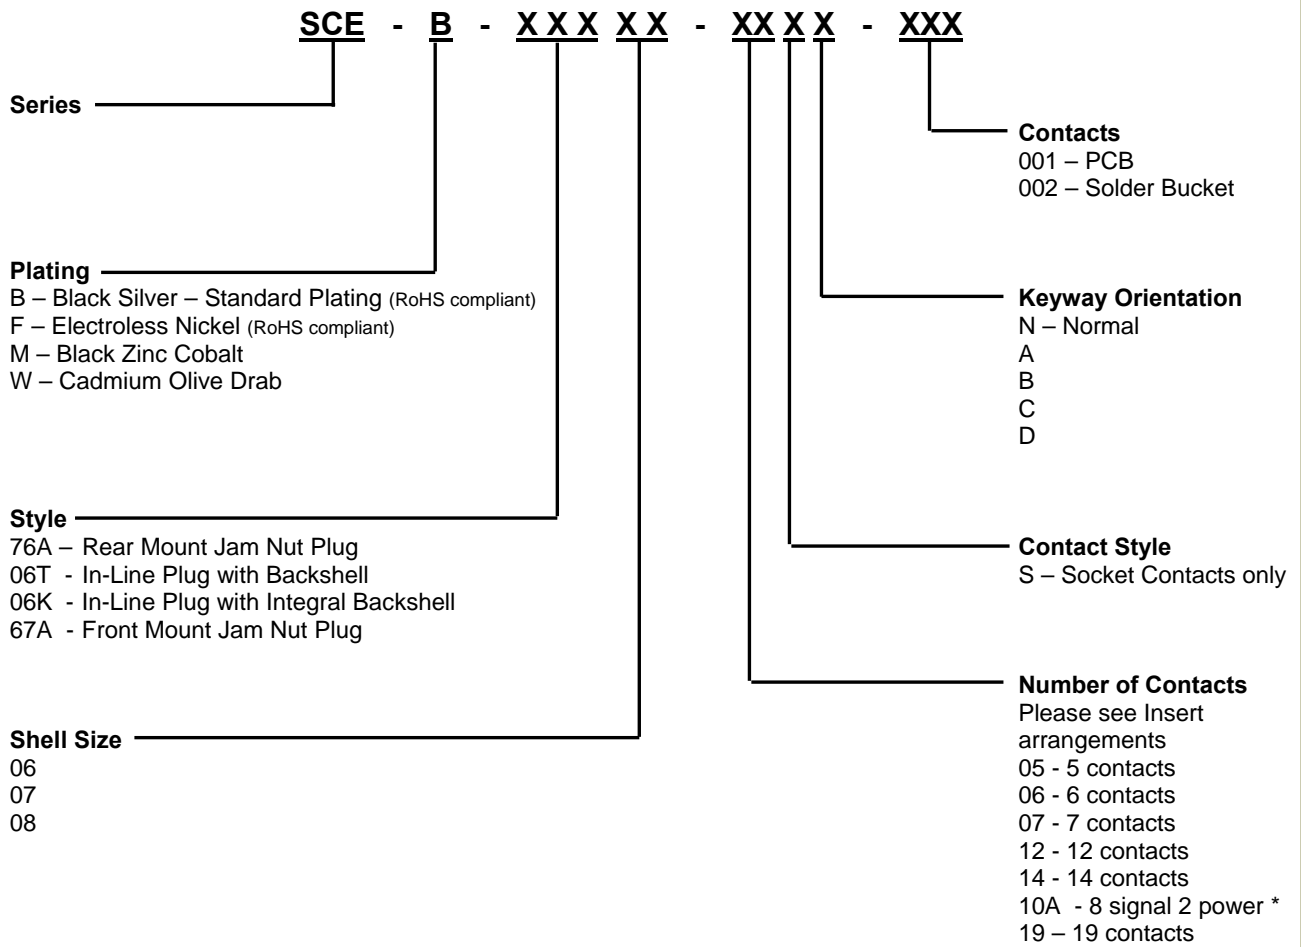 SCE - B - X X X X X - XX X X - XXX
Series
Contacts
001 – PCB
002 – Solder Bucket
Plating
B – Black Silver – Standard Plating (RoHS compliant)
F – Electroless Nickel (RoHS compliant)
M – Black Zinc Cobalt
W – Cadmium Olive Drab
Keyway Orientation
N – Normal
A
B
C
D
Style
76A – Rear Mount Jam Nut Plug
06T - In-Line Plug with Backshell
06K - In-Line Plug with Integral Backshell
67A - Front Mount Jam Nut Plug
Contact Style
S – Socket Contacts only
Shell Size
06
07
08
Number of Contacts
Please see Insert
arrangements
05 - 5 contacts
06 - 6 contacts
07 - 7 contacts
12 - 12 contacts
14 - 14 contacts
10A - 8 signal 2 power *
19 – 19 contacts